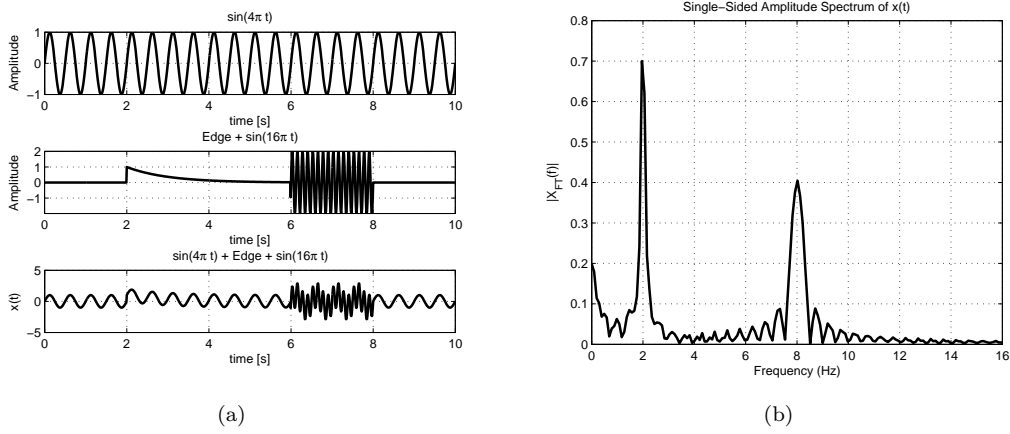 sin(4π t)
Amplitude
1
0
−1
0 2 4 6 8 10
time [s]
Edge + sin(16π t)
Amplitude
2
1
0
−1
0 2 4 6 8 10
time [s]
sin(4π t) + Edge + sin(16π t)
x(t)
5
0
−5
0 2 4 6 8 10
time [s]
(a)
Single−Sided Amplitude Spectrum of x(t)
|X_FT(f)|
0.8
0.7
0.6
0.5
0.4
0.3
0.2
0.1
0
0 2 4 6 8 10 12 14 16
Frequency (Hz)
(b)